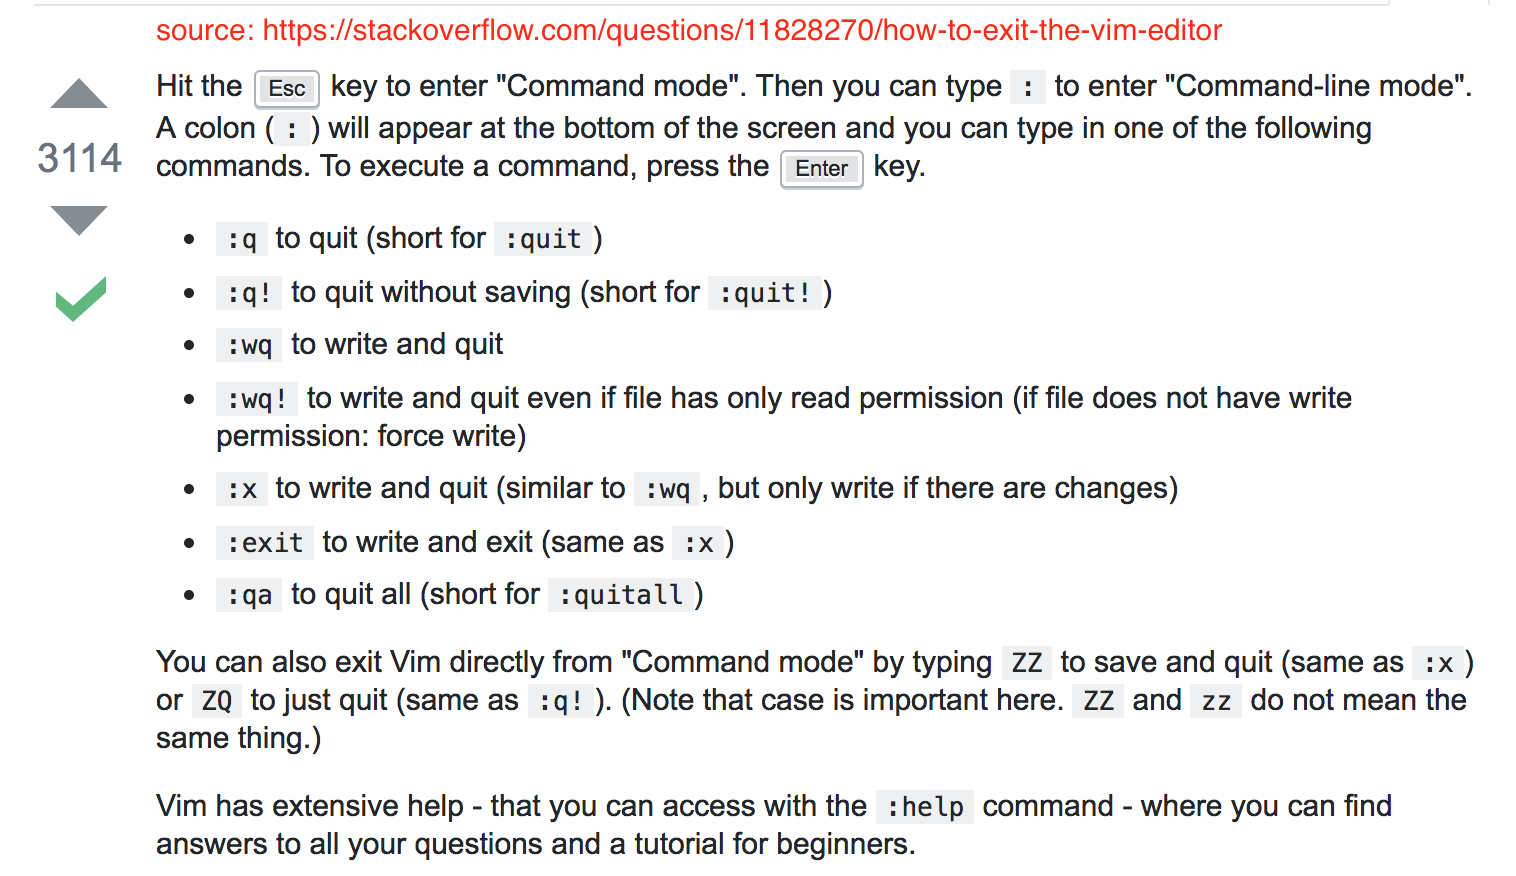 source: https://stackoverflow.com/questions/11828270/how-to-exit-the-vim-editor
Hit the Esc key to enter "Command mode". Then you can type : to enter "Command-line mode".
A colon ( : ) will appear at the bottom of the screen and you can type in one of the following
3114
commands. To execute a command, press the Enter key.
• :q to quit (short for :quit )
• :q! to quit without saving (short for :quit! )
• :wq to write and quit
• :wq! to write and quit even if file has only read permission (if file does not have write
permission: force write)
• :x to write and quit (similar to :wq , but only write if there are changes)
• :exit to write and exit (same as :x )
• :qa to quit all (short for :quitall )
You can also exit Vim directly from "Command mode" by typing ZZ to save and quit (same as :x )
or ZQ to just quit (same as :q! ). (Note that case is important here. ZZ and zz do not mean the
same thing.)
Vim has extensive help - that you can access with the :help command - where you can find
answers to all your questions and a tutorial for beginners.